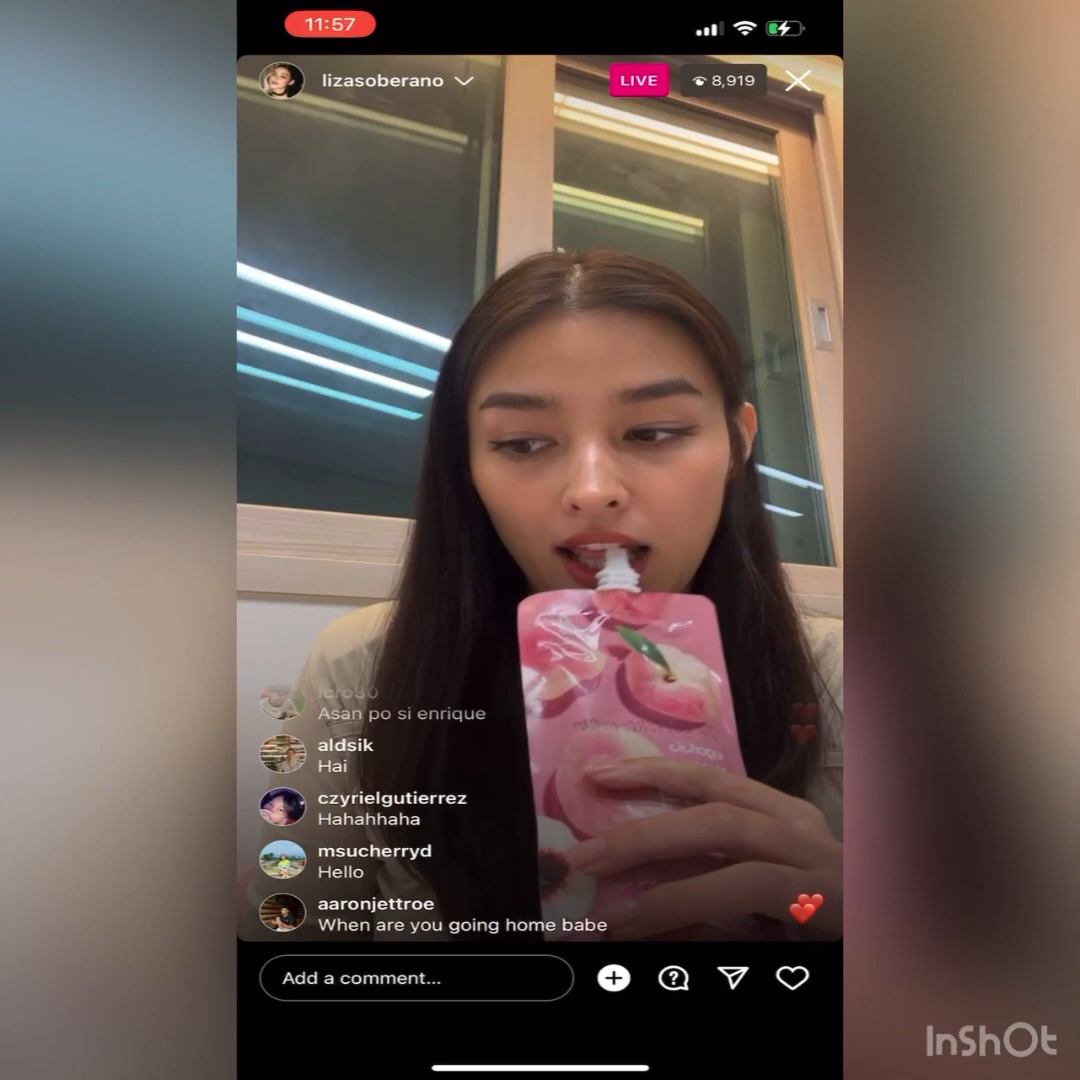 11:57
lizasoberano
LIVE
8,919
lcro30
Asan po si enrique
aldsik
Hai
czyrielgutierrez
Hahahhaha
msucherryd
Hello
aaronjettroe
When are you going home babe
Add a comment...
InShOt